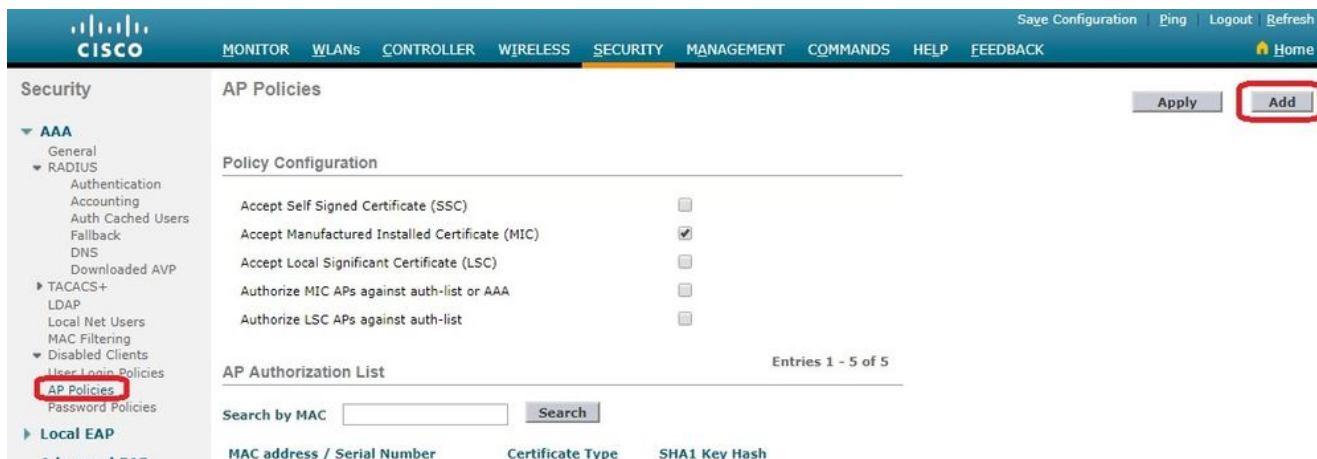 Save Configuration Ping Logout Refresh
CISCO MONITOR WLANs CONTROLLER WIRELESS SECURITY MANAGEMENT COMMANDS HELP FEEDBACK Home
Security
AAA
General
RADIUS
Authentication
Accounting
Auth Cached Users
Fallback
DNS
Downloaded AVP
TACACS+
LDAP
Local Net Users
MAC Filtering
Disabled Clients
User Login Policies
AP Policies
Password Policies
Local EAP
AP Policies
Apply Add
Policy Configuration
Accept Self Signed Certificate (SSC)
Accept Manufactured Installed Certificate (MIC)
Accept Local Significant Certificate (LSC)
Authorize MIC APs against auth-list or AAA
Authorize LSC APs against auth-list
Entries 1 - 5 of 5
AP Authorization List
Search by MAC Search
MAC address / Serial Number Certificate Type SHA1 Key Hash